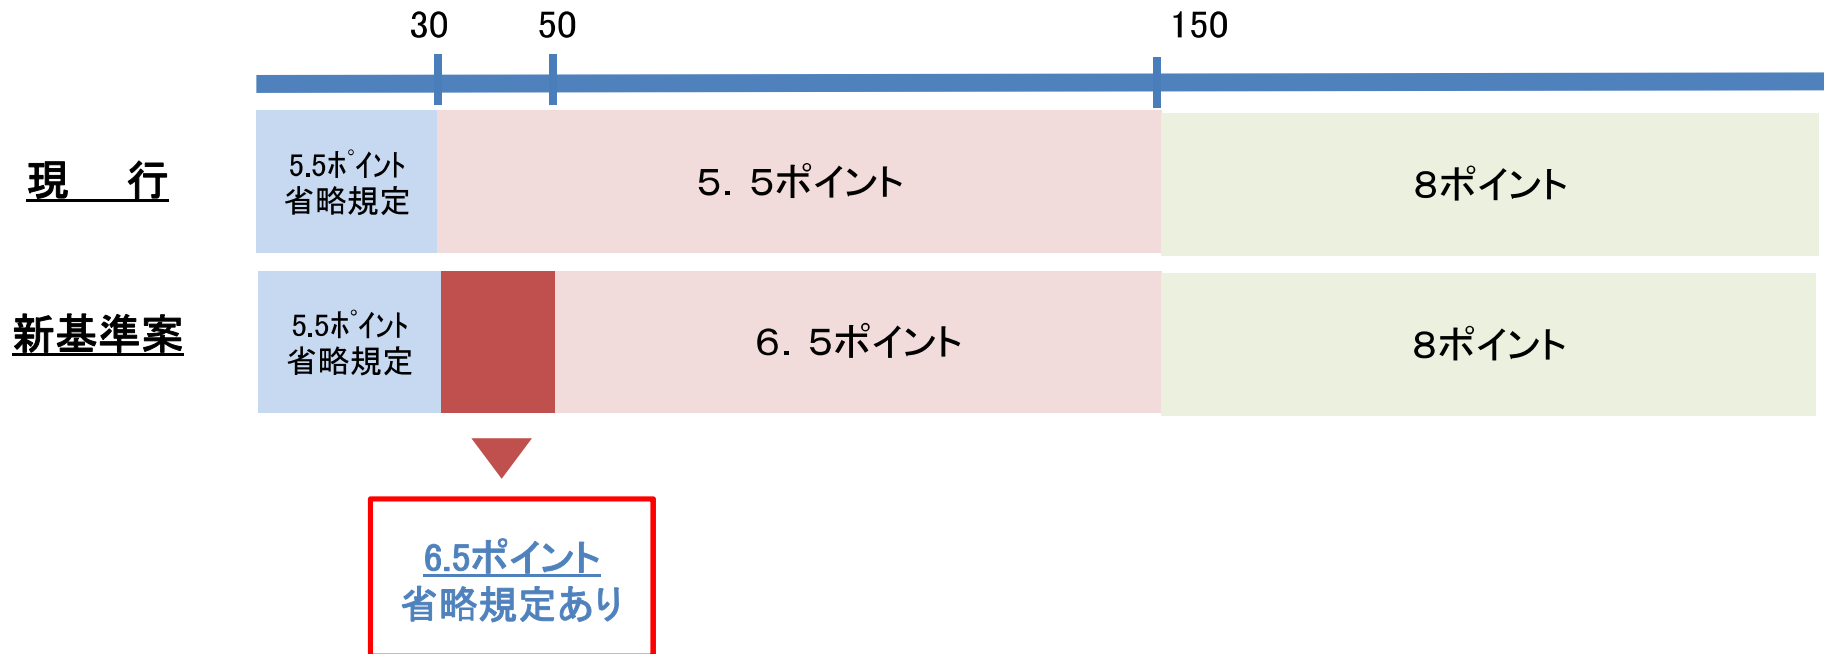 30 50 150
現 行
5.5ﾎﾟｲﾝﾄ
省略規定
５．５ポイント
８ポイント
新基準案
5.5ﾎﾟｲﾝﾄ
省略規定
６．５ポイント
８ポイント
6.5ポイント
省略規定あり